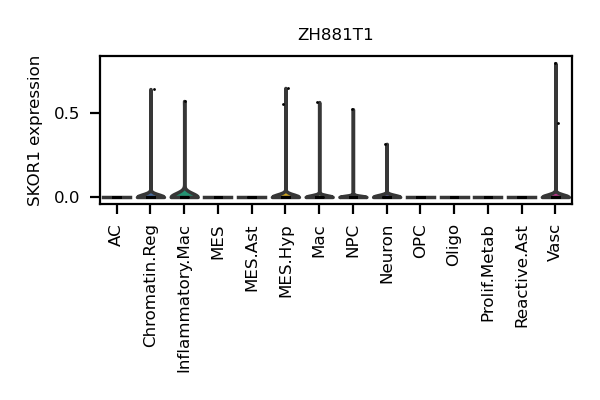 ZH881T1
SKOR1 expression
0.5
0.0
AC
Chromatin.Reg
Inflammatory.Mac
MES
MES.Ast
MES.Hyp
Mac
NPC
Neuron
OPC
Oligo
Prolif.Metab
Reactive.Ast
Vasc